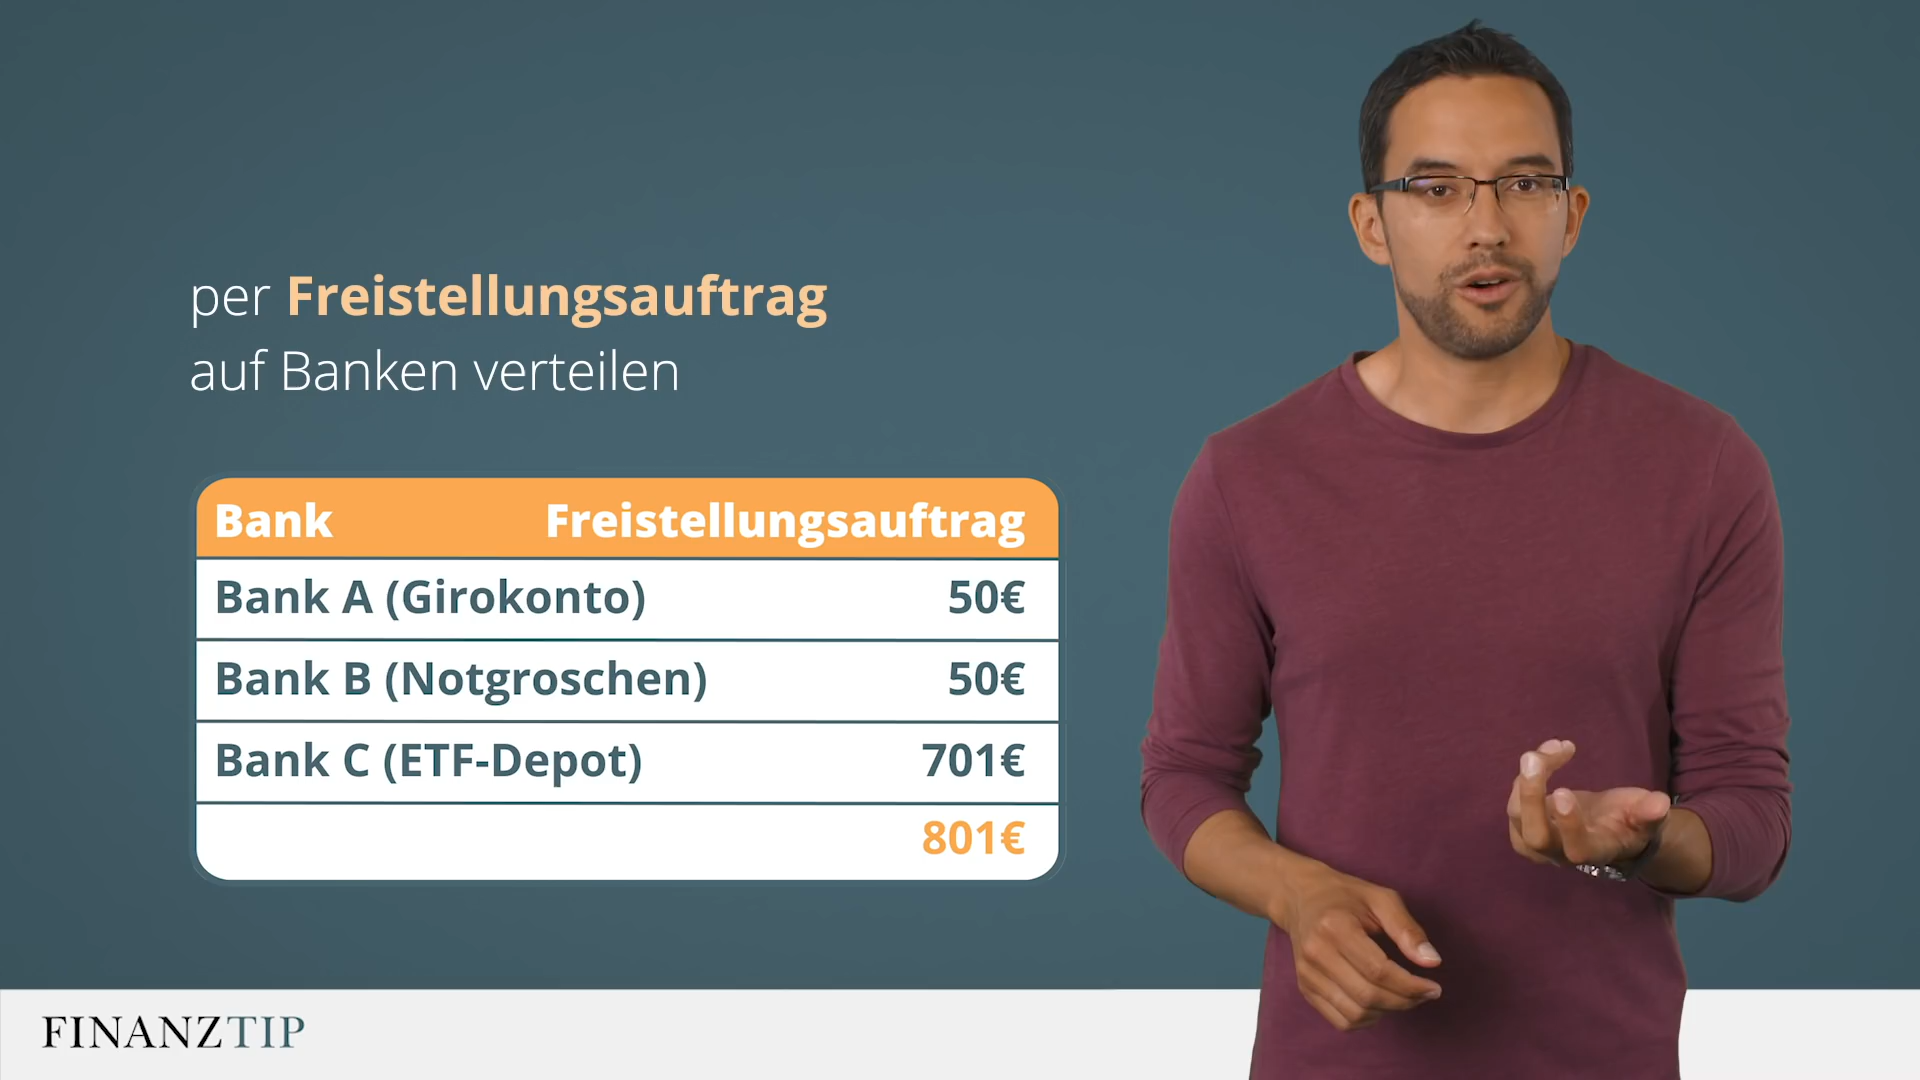 per Freistellungsauftrag
auf Banken verteilen
Bank Freistellungsauftrag
Bank A (Girokonto) 50€
Bank B (Notgroschen) 50€
Bank C (ETF-Depot) 701€
801€
FINANZTIP